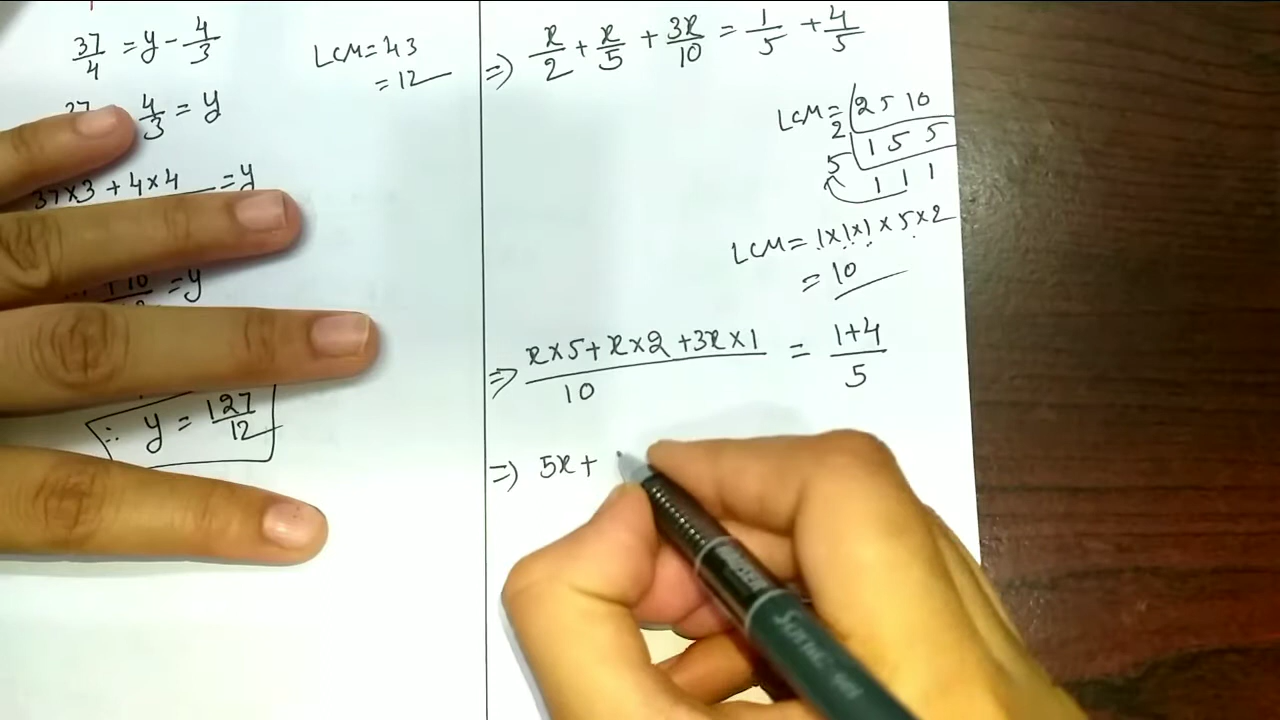 37/4 = y - 4/3
LCM = 43
= 12
4/3 = y
37×3 + 4×4 = y
= y
∴ y = 127/12
⇒ x/2 + x/5 + 3x/10 = 1/5 + 4/5
LCM =
2 2 5 10
5 1 5 5
1 1 1
LCM = 1×1×1×5×2
= 10
⇒ x×5+x×2+3x×1/10 = 1+4/5
⇒ 5x +